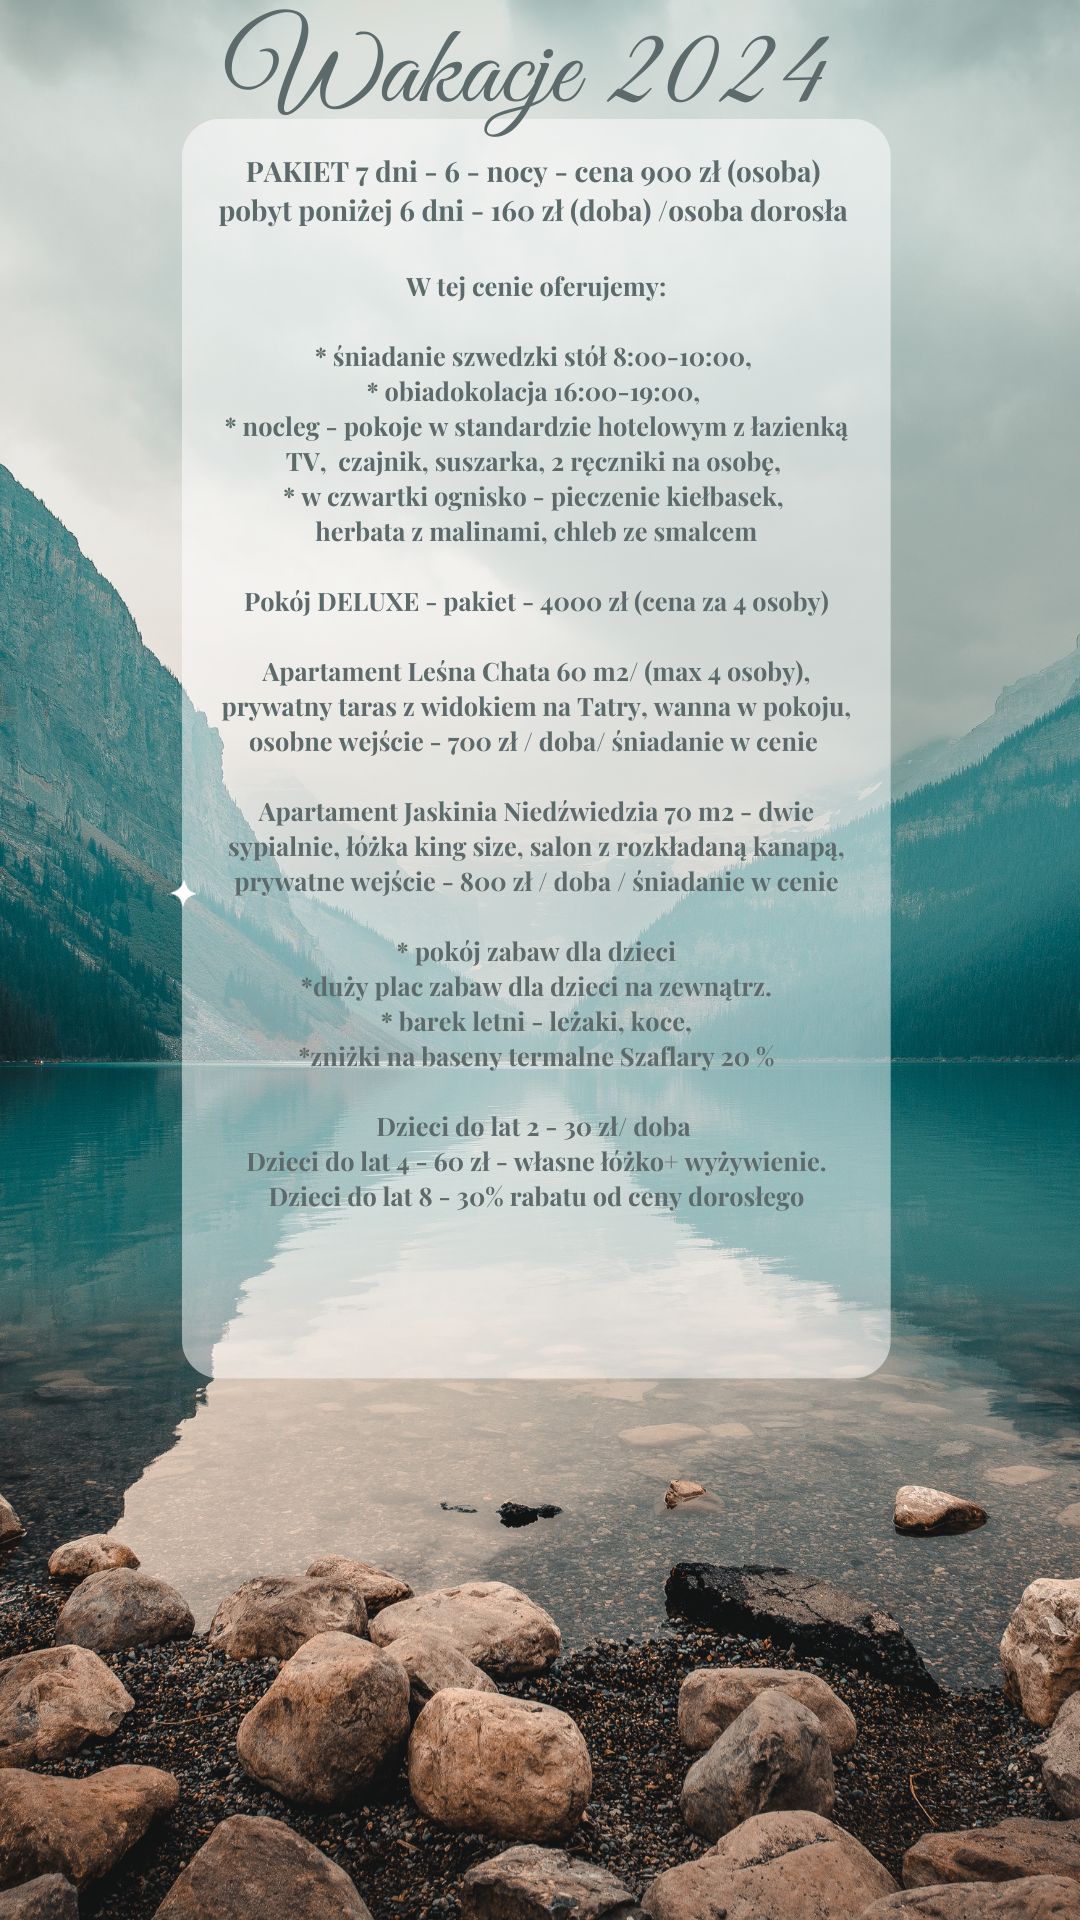 Wakacje 2024
PAKIET 7 dni - 6 - nocy - cena 900 zł (osoba)
pobyt poniżej 6 dni - 160 zł (doba) /osoba dorosła
W tej cenie oferujemy:
* śniadanie szwedzki stół 8:00-10:00,
* obiadokolacja 16:00-19:00,
* nocleg - pokoje w standardzie hotelowym z łazienką
TV, czajnik, suszarka, 2 ręczniki na osobę,
* w czwartki ognisko - pieczenie kiełbasek,
herbata z malinami, chleb ze smalcem
Pokój DELUXE - pakiet - 4000 zł (cena za 4 osoby)
Apartament Leśna Chata 60 m2/ (max 4 osoby),
prywatny taras z widokiem na Tatry, wanna w pokoju,
osobne wejście - 700 zł / doba/ śniadanie w cenie
Apartament Jaskinia Niedźwiedzia 70 m2 - dwie
sypialnie, łóżka king size, salon z rozkładaną kanapą,
prywatne wejście - 800 zł / doba / śniadanie w cenie
* pokój zabaw dla dzieci
*duży plac zabaw dla dzieci na zewnątrz.
* barek letni - leżaki, koce,
*zniżki na baseny termalne Szaflary 20 %
Dzieci do lat 2 - 30 zł/ doba
Dzieci do lat 4 - 60 zł - własne łóżko+ wyżywienie.
Dzieci do lat 8 - 30% rabatu od ceny dorosłego